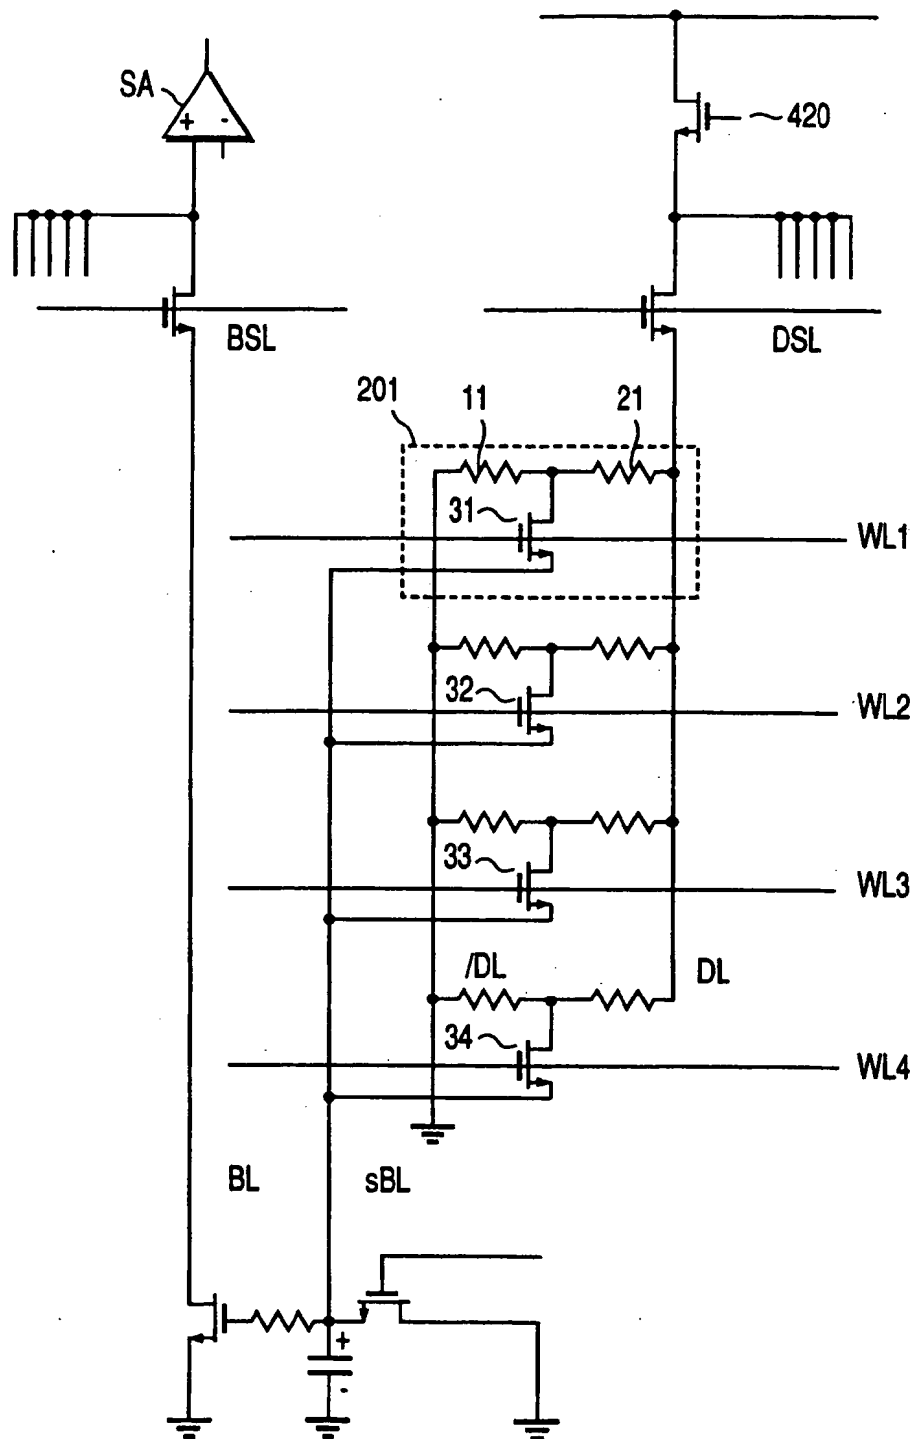 SA
+ -
420
BSL
DSL
201
11
21
31
WL1
32
WL2
33
WL3
/DL
DL
34
WL4
BL
sBL
+
-